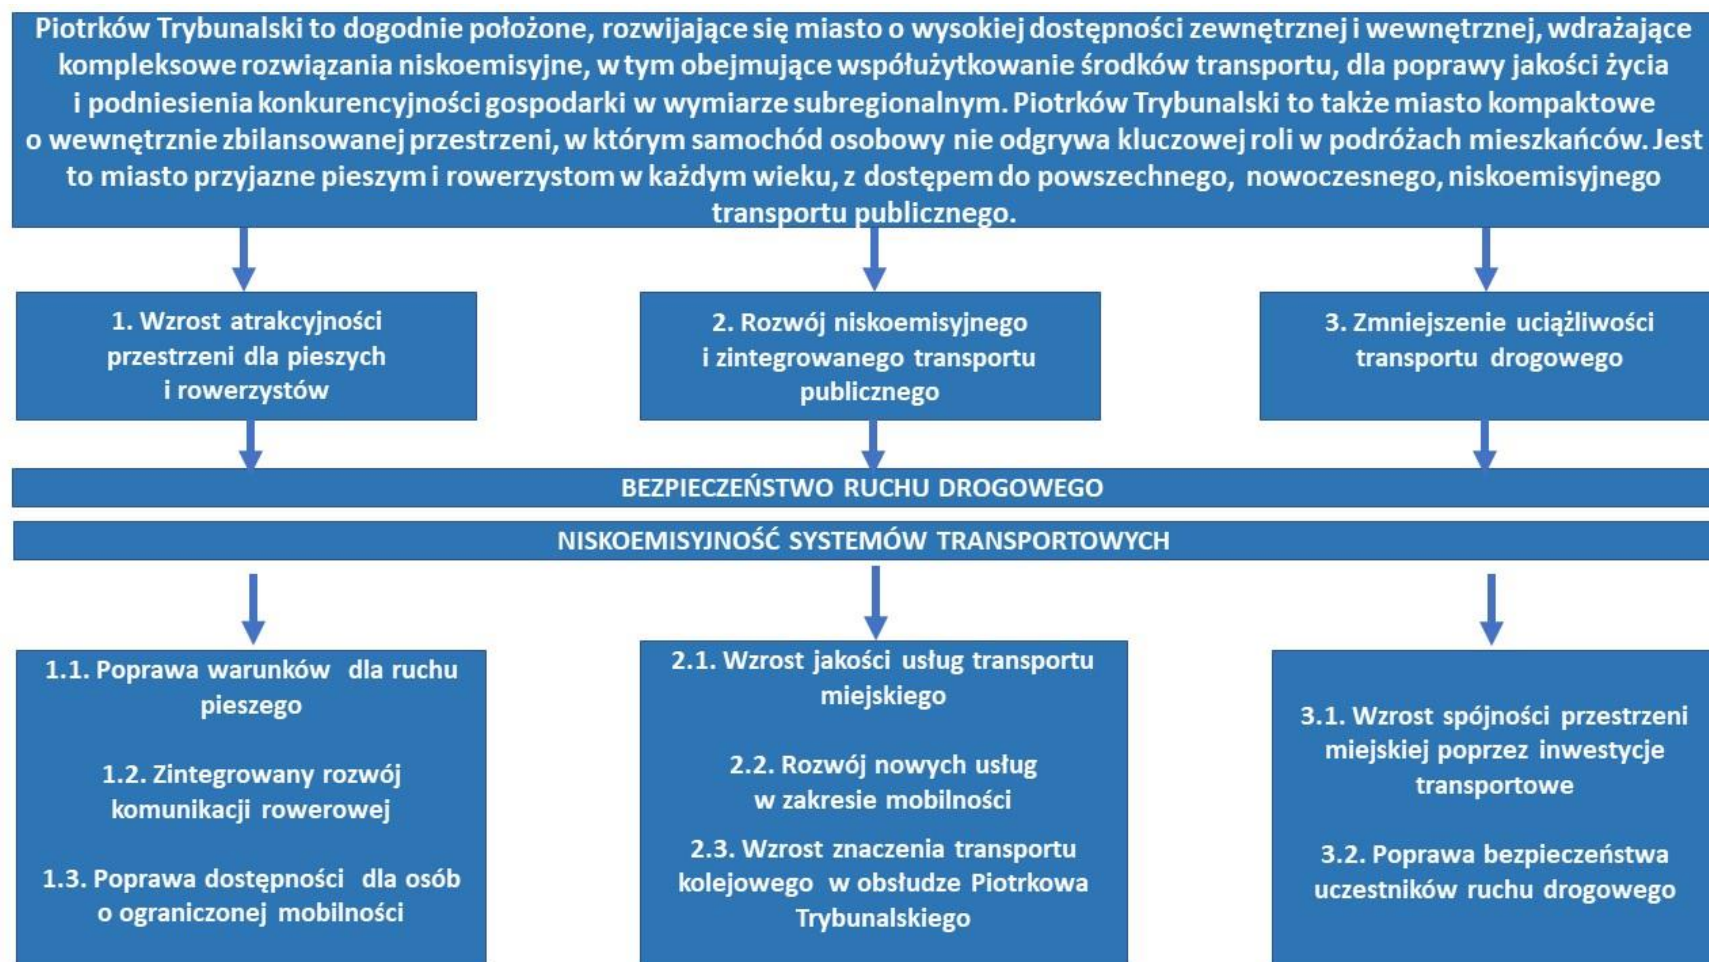 Piotrków Trybunalski to dogodnie położone, rozwijające się miasto o wysokiej dostępności zewnętrznej i wewnętrznej, wdrażające
kompleksowe rozwiązania niskoemisyjne, w tym obejmujące współużytkowanie środków transportu, dla poprawy jakości życia
i podniesienia konkurencyjności gospodarki w wymiarze subregionalnym. Piotrków Trybunalski to także miasto kompaktowe
o wewnętrznie zbilansowanej przestrzeni, w którym samochód osobowy nie odgrywa kluczowej roli w podróżach mieszkańców. Jest
to miasto przyjazne pieszym i rowerzystom w każdym wieku, z dostępem do powszechnego, nowoczesnego, niskoemisyjnego
transportu publicznego.
1. Wzrost atrakcyjności
przestrzeni dla pieszych
i rowerzystów
2. Rozwój niskoemisyjnego
i zintegrowanego transportu
publicznego
3. Zmniejszenie uciążliwości
transportu drogowego
BEZPIECZEŃSTWO RUCHU DROGOWEGO
NISKOEMISYJNOŚĆ SYSTEMÓW TRANSPORTOWYCH
1.1. Poprawa warunków dla ruchu
pieszego
1.2. Zintegrowany rozwój
komunikacji rowerowej
1.3. Poprawa dostępności dla osób
o ograniczonej mobilności
2.1. Wzrost jakości usług transportu
miejskiego
2.2. Rozwój nowych usług
w zakresie mobilności
2.3. Wzrost znaczenia transportu
kolejowego w obsłudze Piotrkowa
Trybunalskiego
3.1. Wzrost spójności przestrzeni
miejskiej poprzez inwestycje
transportowe
3.2. Poprawa bezpieczeństwa
uczestników ruchu drogowego